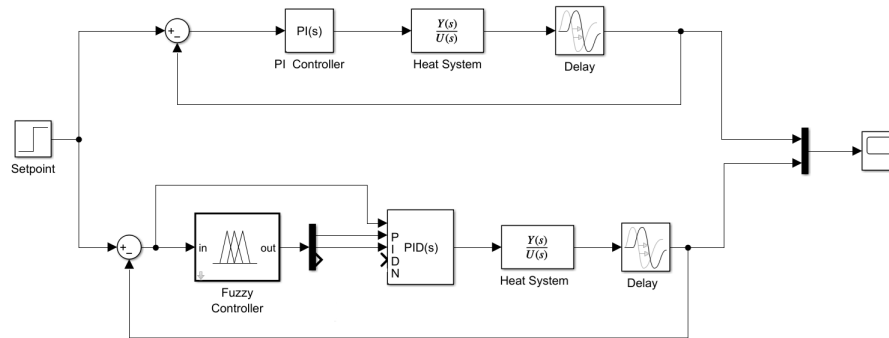 PI(s)
PI Controller
Y(s)
U(s)
Heat System
Delay
Setpoint
in
out
Fuzzy
Controller
P
I
D
N
PID(s)
Y(s)
U(s)
Heat System
Delay